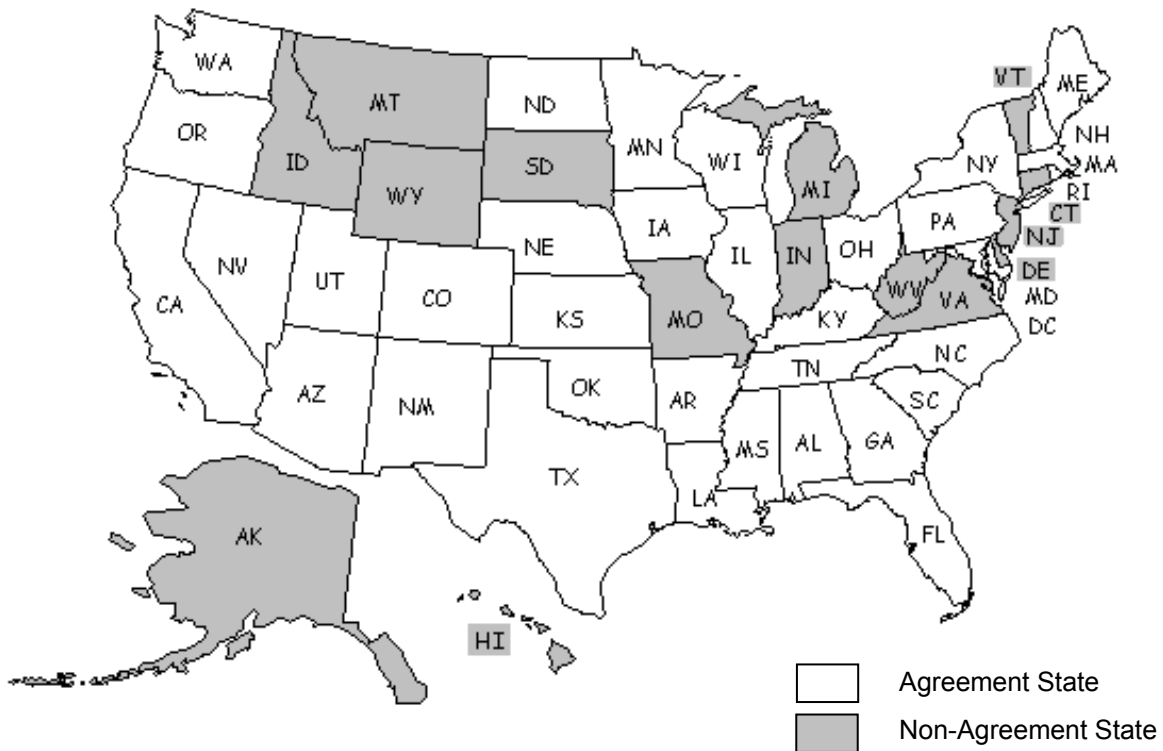 WA
MT
ND
VT
ME
OR
MN
NH
ID
SD
WI
NY
MA
WY
MI
RI
CT
IA
PA
NJ
NE
NV
IL
IN
OH
DE
UT
CO
WV
VA
MD
CA
KS
MO
KY
DC
NC
TN
AZ
NM
OK
AR
SC
MS
AL
GA
TX
LA
FL
AK
HI
Agreement State
Non-Agreement State